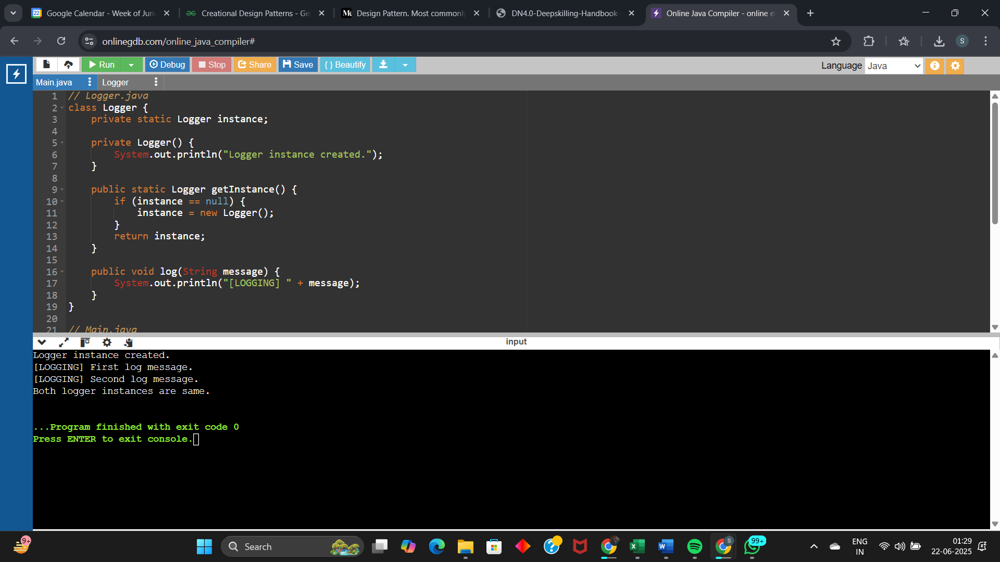 Google Calendar - Week of Jun
Creational Design Patterns - Ge
Design Pattern. Most commonly
DN4.0-Deepskilling-Handbook-
Online Java Compiler - online e
onlinegdb.com/online_java_compiler#
S
Run
Debug
Stop
Share
Save
{ } Beautify
Language Java
Main.java
Logger
1 // Logger.java
2 class Logger {
3 private static Logger instance;
4
5 private Logger() {
6 System.out.println("Logger instance created.");
7 }
8
9 public static Logger getInstance() {
10 if (instance == null) {
11 instance = new Logger();
12 }
13 return instance;
14 }
15
16 public void log(String message) {
17 System.out.println("[LOGGING] " + message);
18 }
19 }
20
21 // Main.java
input
Logger instance created.
[LOGGING] First log message.
[LOGGING] Second log message.
Both logger instances are same.
...Program finished with exit code 0
Press ENTER to exit console.
9+
Search
99+
ENG
IN
01:29
22-06-2025